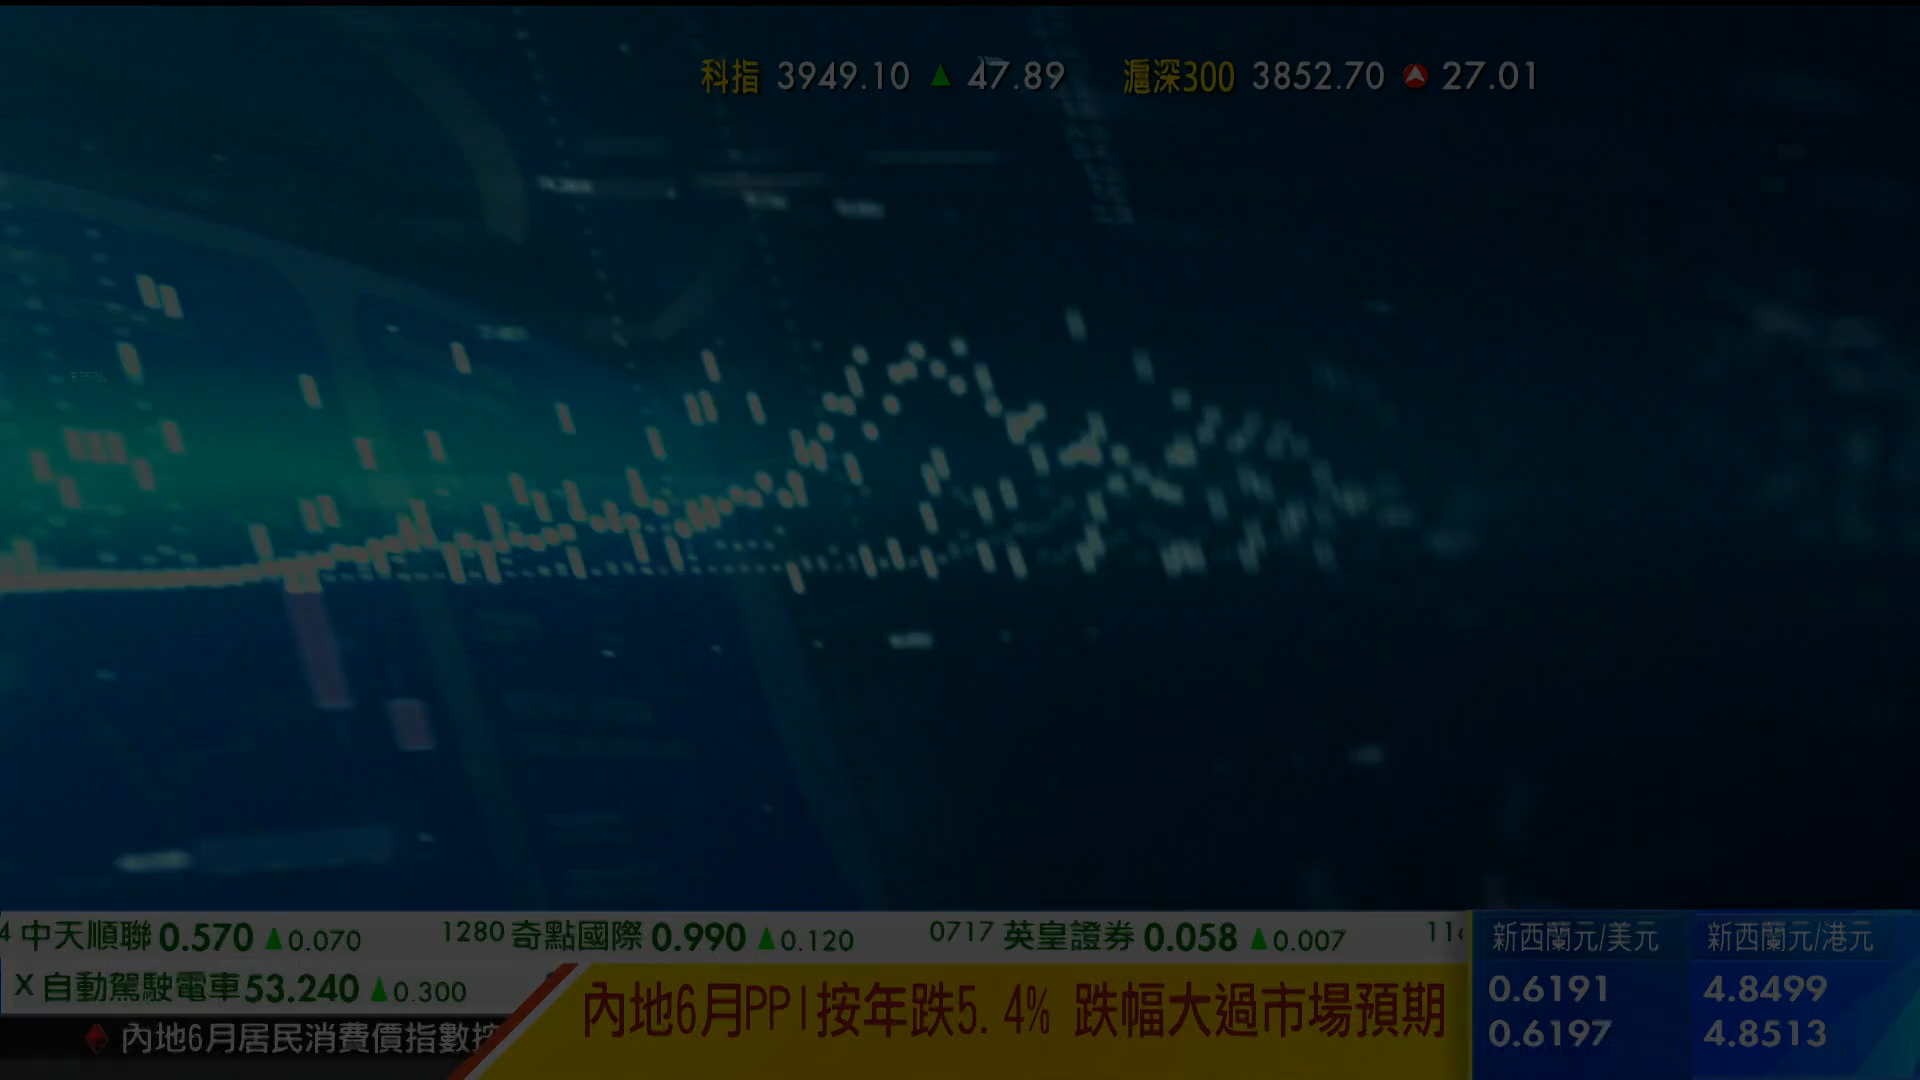 科指 3949.10 ▲ 47.89 滬深300 3852.70 27.01
4 中天順聯 0.570 ▲0.070 1280 奇點國際 0.990 ▲0.120 0717 英皇證券 0.058 ▲0.007
X 自動駕駛電車 53.240 ▲0.300
內地6月PPI按年跌5.4% 跌幅大過市場預期
內地6月居民消費價指數按
新西蘭元/美元 新西蘭元/港元
0.6191 4.8499
0.6197 4.8513